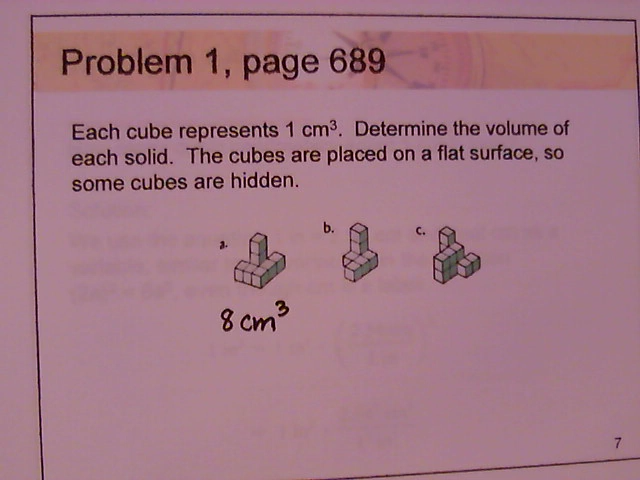 Problem 1, page 689
Each cube represents 1 cm³. Determine the volume of
each solid. The cubes are placed on a flat surface, so
some cubes are hidden.
a. b. c.
8 cm³
7